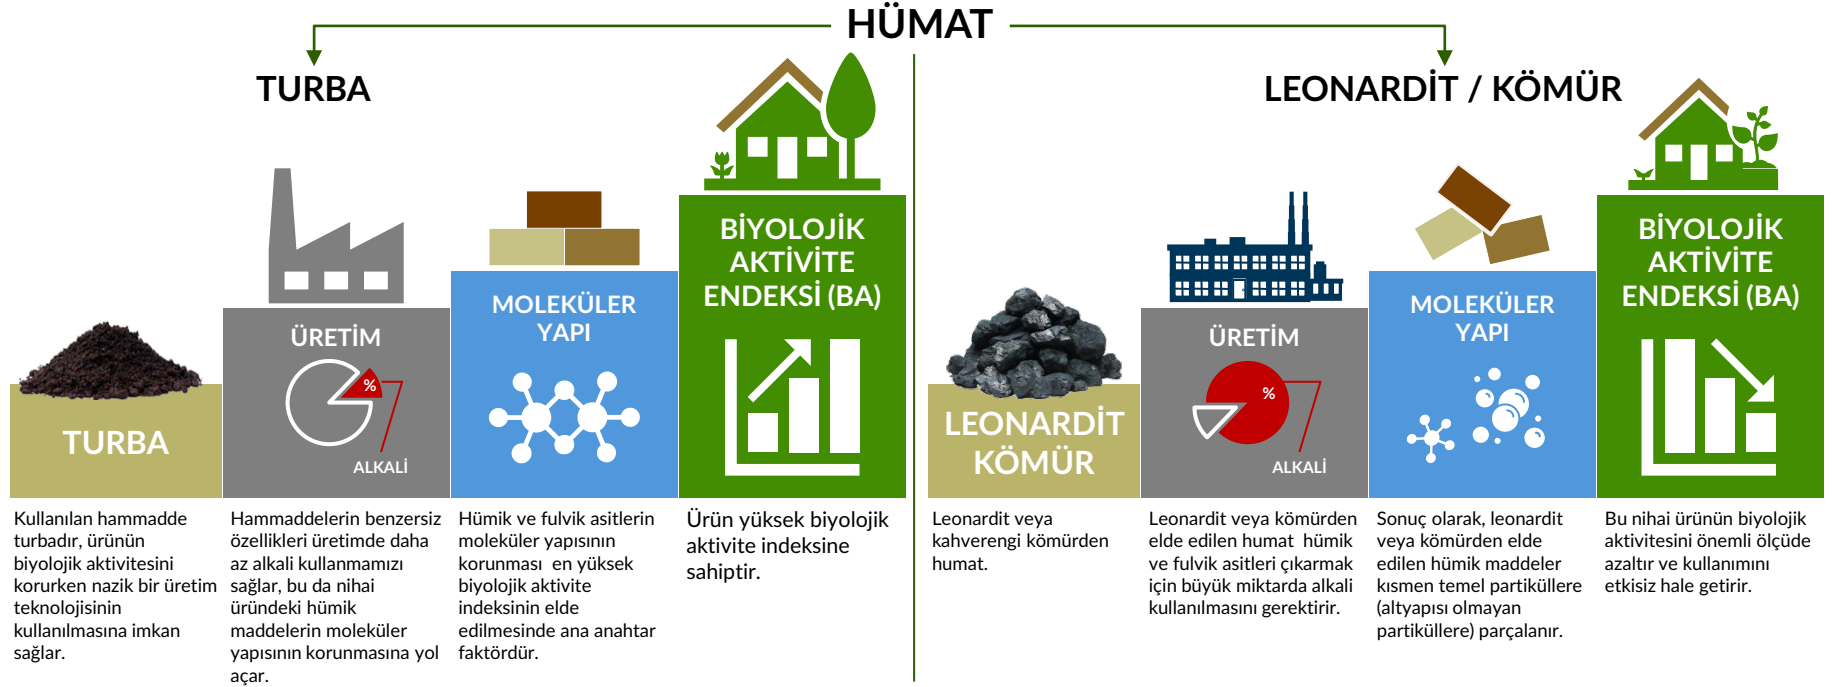 HÜMAT
TURBA
TURBA
ÜRETİM
%
ALKALİ
MOLEKÜLER
YAPI
BİYOLOJİK
AKTİVİTE
ENDEKSİ (BA)
Kullanılan hammadde
turbadır, ürünün
biyolojik aktivitesini
korurken nazik bir üretim
teknolojisinin
kullanılmasına imkan
sağlar.
Hammaddelerin benzersiz
özellikleri üretimde daha
az alkali kullanmamızı
sağlar, bu da nihai
üründeki hümik
maddelerin moleküler
yapısının korunmasına yol
açar.
Hümik ve fulvik asitlerin
moleküler yapısının
korunması en yüksek
biyolojik aktivite
indeksinin elde
edilmesinde ana anahtar
faktördür.
Ürün yüksek biyolojik
aktivite indeksine
sahiptir.
LEONARDİT / KÖMÜR
LEONARDİT
KÖMÜR
ÜRETİM
%
ALKALİ
MOLEKÜLER
YAPI
BİYOLOJİK
AKTİVİTE
ENDEKSİ (BA)
Leonardit veya
kahverengi kömürden
humat.
Leonardit veya kömürden
elde edilen humat hümik
ve fulvik asitleri çıkarmak
için büyük miktarda alkali
kullanılmasını gerektirir.
Sonuç olarak, leonardit
veya kömürden elde
edilen hümik maddeler
kısmen temel partiküllere
(altyapısı olmayan
partiküllere) parçalanır.
Bu nihai ürünün biyolojik
aktivitesini önemli ölçüde
azaltır ve kullanımını
etkisiz hale getirir.